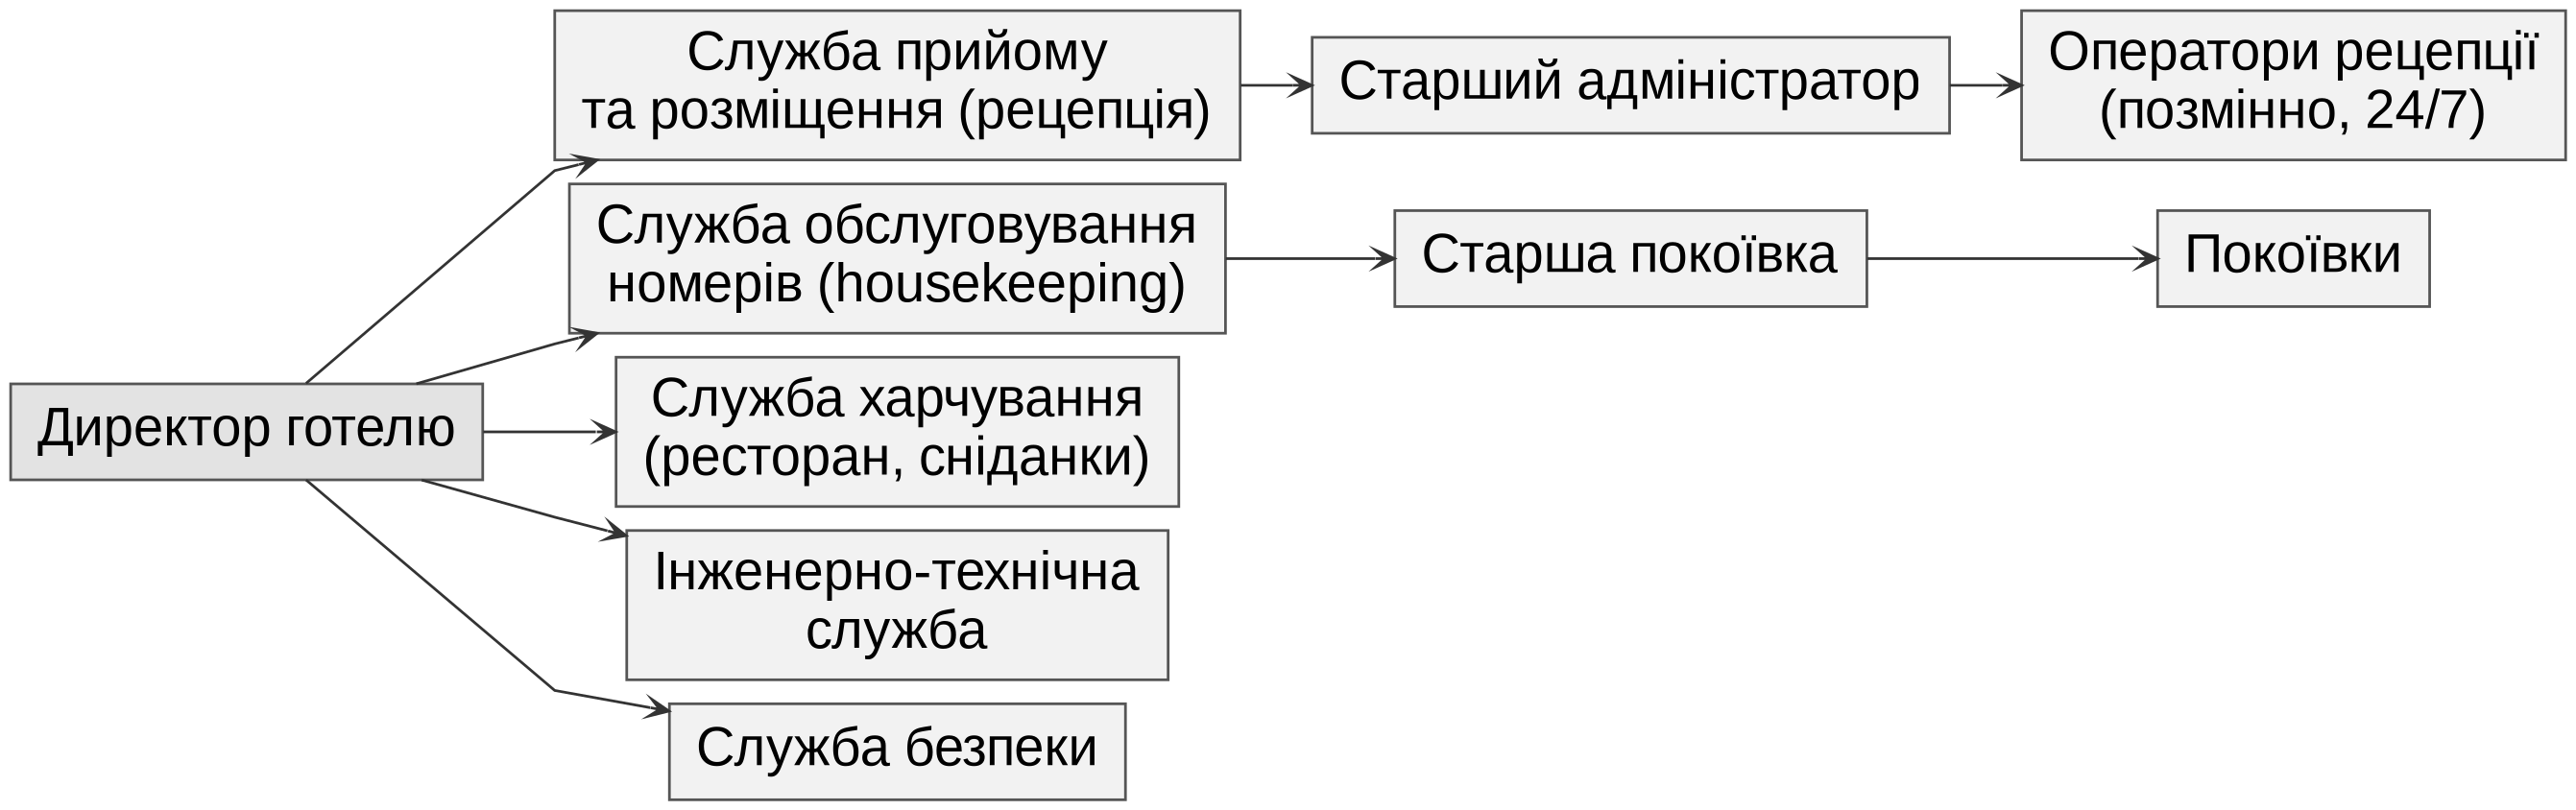 Служба прийому
та розміщення (рецепція)
Старший адміністратор
Оператори рецепції
(позмінно, 24/7)
Служба обслуговування
номерів (housekeeping)
Старша покоївка
Покоївки
Директор готелю
Служба харчування
(ресторан, сніданки)
Інженерно-технічна
служба
Служба безпеки